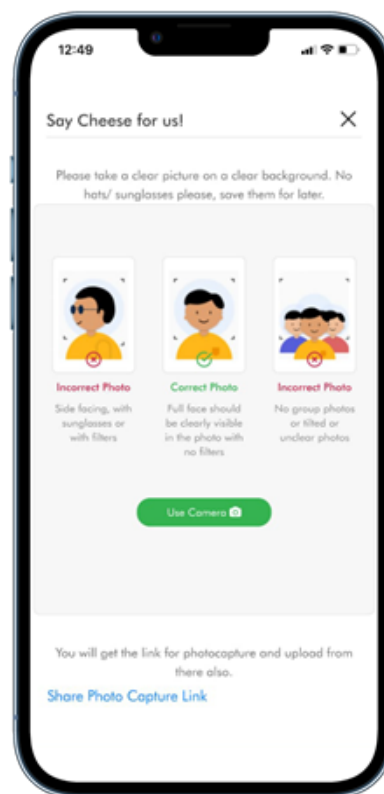 12:49
Say Cheese for us!
Please take a clear picture on a clear background. No
hats/ sunglasses please, save them for later.
Incorrect Photo
Side facing, with
sunglasses or
with filters
Correct Photo
Full face should
be clearly visible
in the photo with
no filters
Incorrect Photo
No group photos
or tilted or
unclear photos
Use Camera
You will get the link for photocapture and upload from
there also.
Share Photo Capture Link